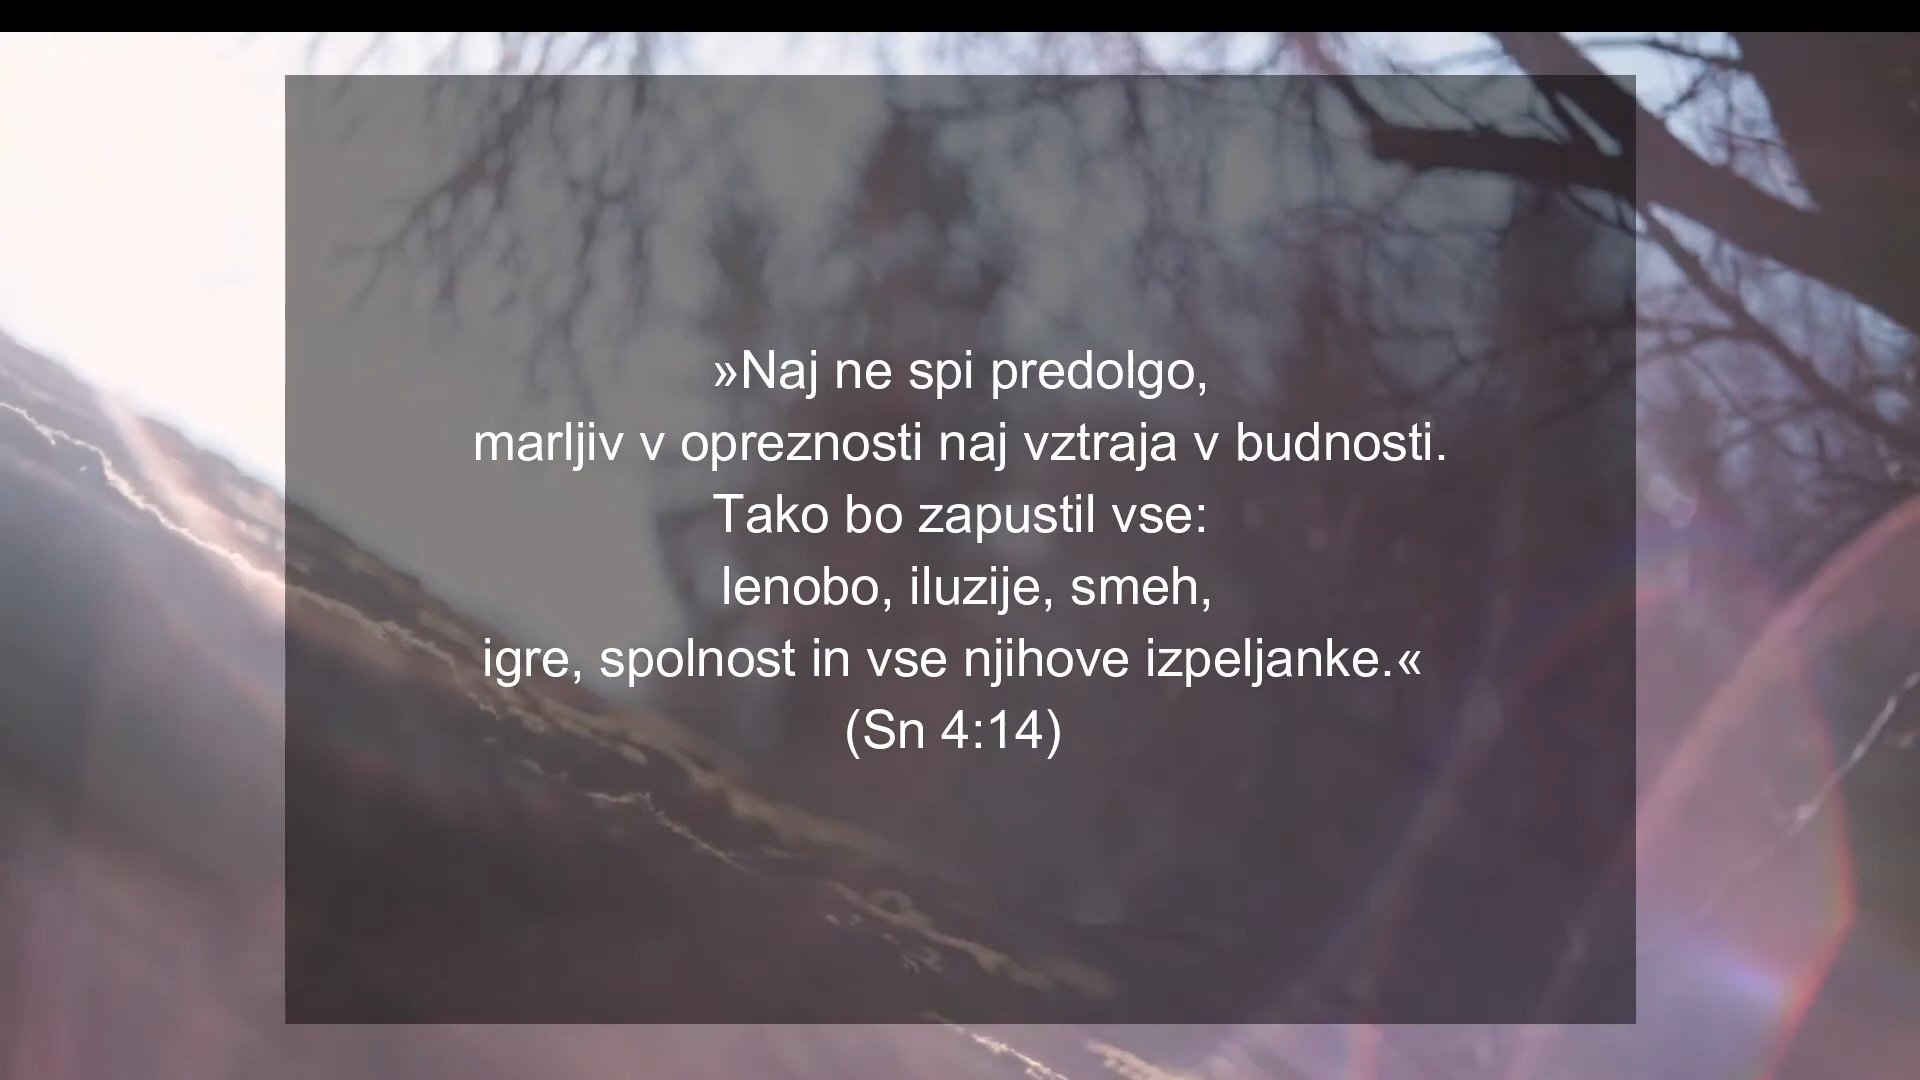 »Naj ne spi predolgo,
marljiv v opreznosti naj vztraja v budnosti.
Tako bo zapustil vse:
lenobo, iluzije, smeh,
igre, spolnost in vse njihove izpeljanke.«
(Sn 4:14)